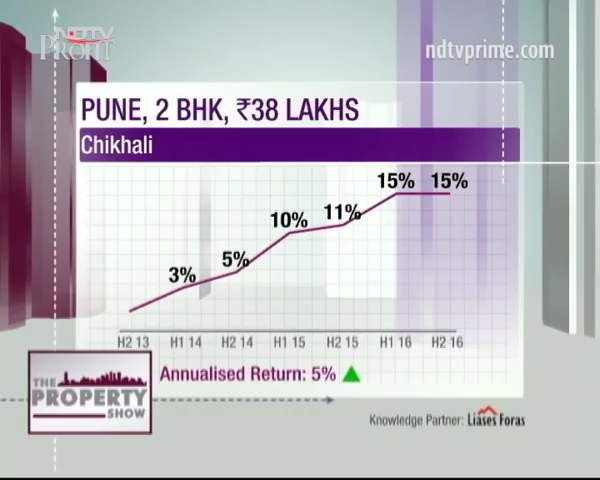 NDTV
PROFIT
ndtvprime.com
PUNE, 2 BHK, ₹38 LAKHS
Chikhali
3%
5%
10%
11%
15%
15%
H2 13
H1 14
H2 14
H1 15
H2 15
H1 16
H2 16
Annualised Return: 5%
THE
PROPERTY
SHOW
Knowledge Partner: Liases Foras